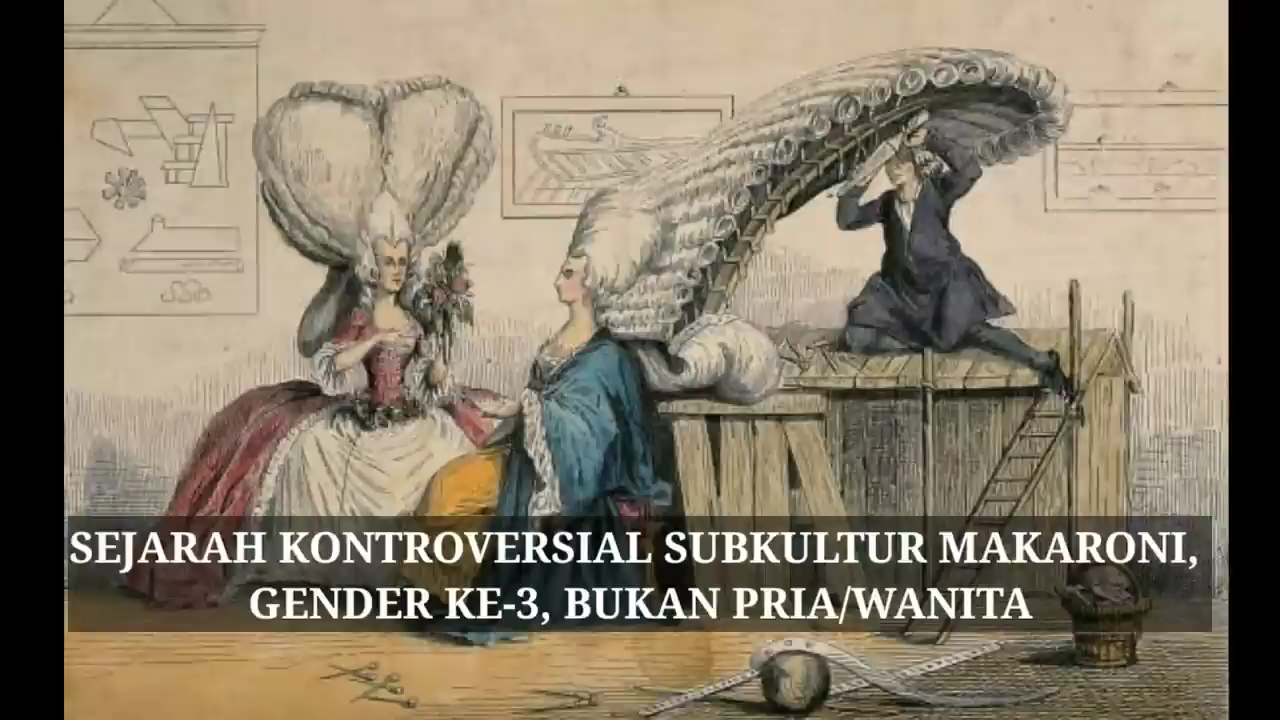 SEJARAH KONTROVERSIAL SUBKULTUR MAKARONI,
GENDER KE-3, BUKAN PRIA/WANITA